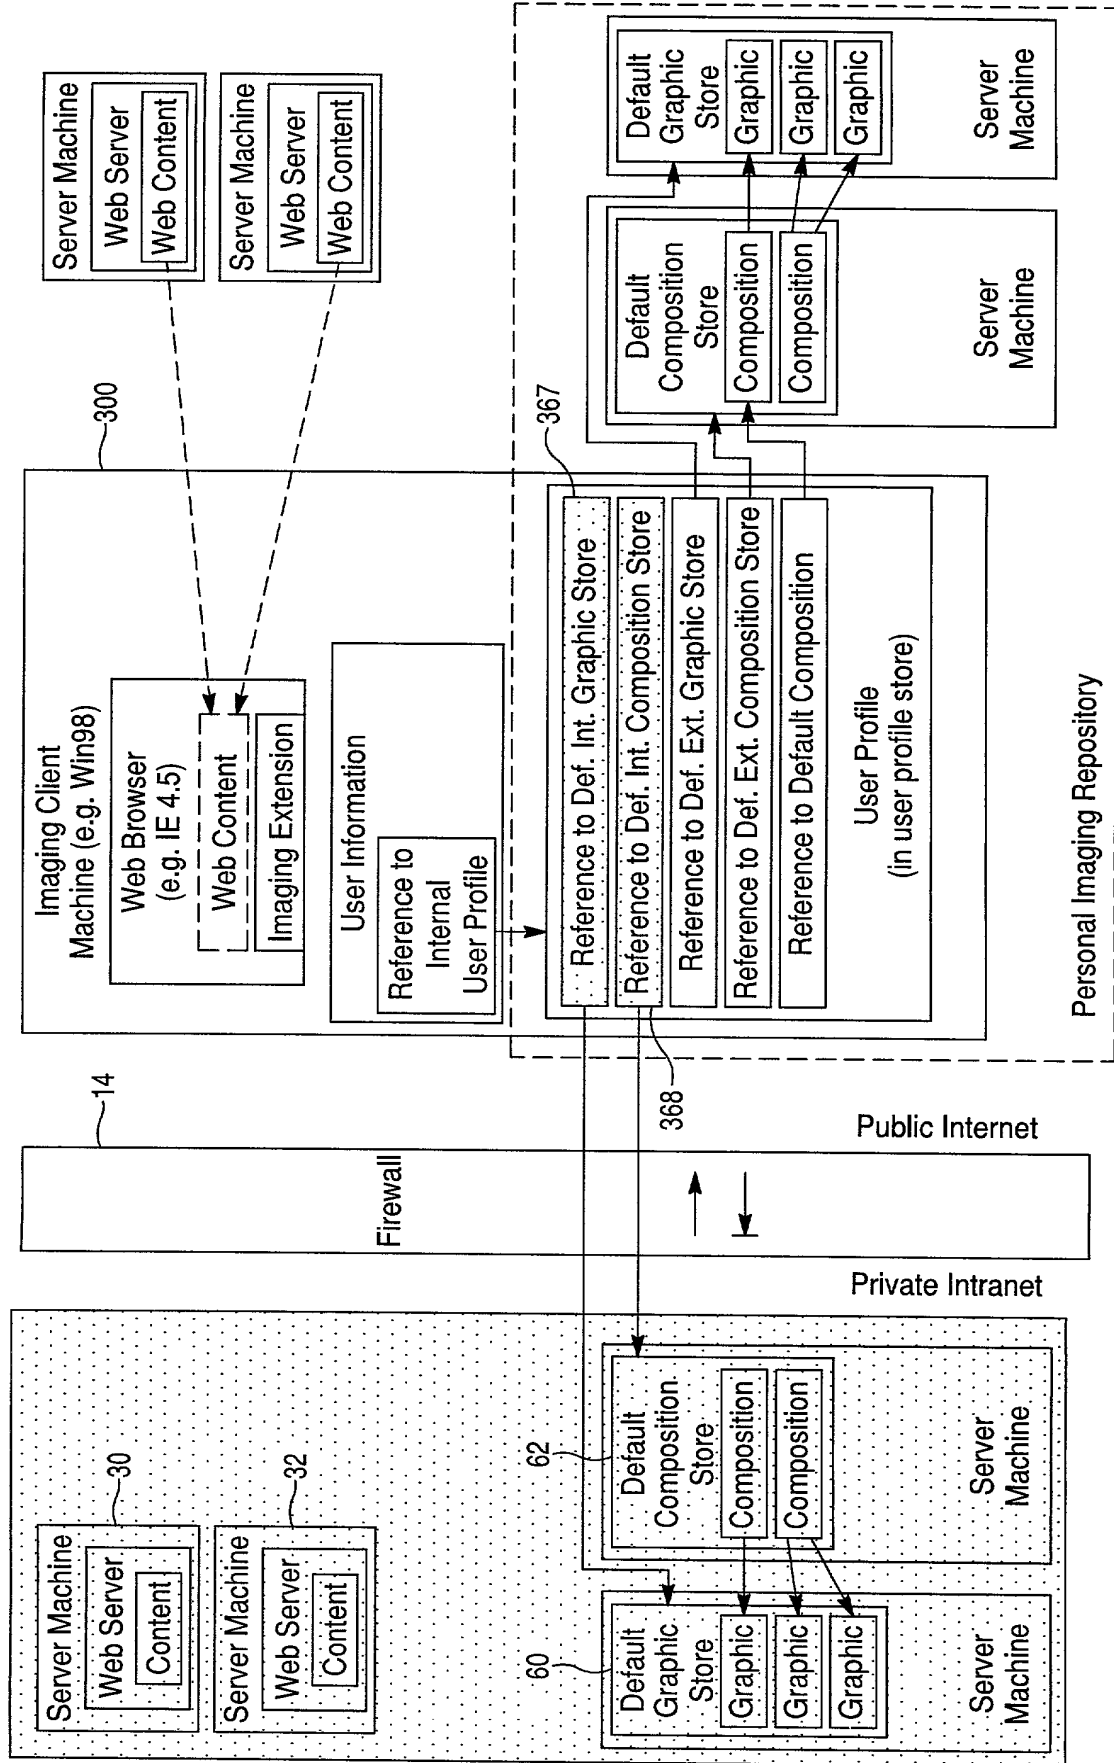 Server Machine
Web Server
Content
30
Server Machine
Web Server
Content
32
60
Default
Graphic
Store
Graphic
Graphic
Graphic
Server
Machine
62
Default
Composition
Store
Composition
Composition
Server
Machine
Private Intranet
14
Firewall
Public Internet
300
Imaging Client
Machine (e.g. Win98)
Web Browser
(e.g. IE 4.5)
Web Content
Imaging Extension
User Information
Reference to
Internal
User Profile
367
Reference to Def. Int. Graphic Store
Reference to Def. Int. Composition Store
368
Reference to Def. Ext. Graphic Store
Reference to Def. Ext. Composition Store
Reference to Default Composition
User Profile
(in user profile store)
Personal Imaging Repository
Server Machine
Web Server
Web Content
Server Machine
Web Server
Web Content
Default
Composition
Store
Composition
Composition
Server
Machine
Default
Graphic
Store
Graphic
Graphic
Graphic
Server
Machine